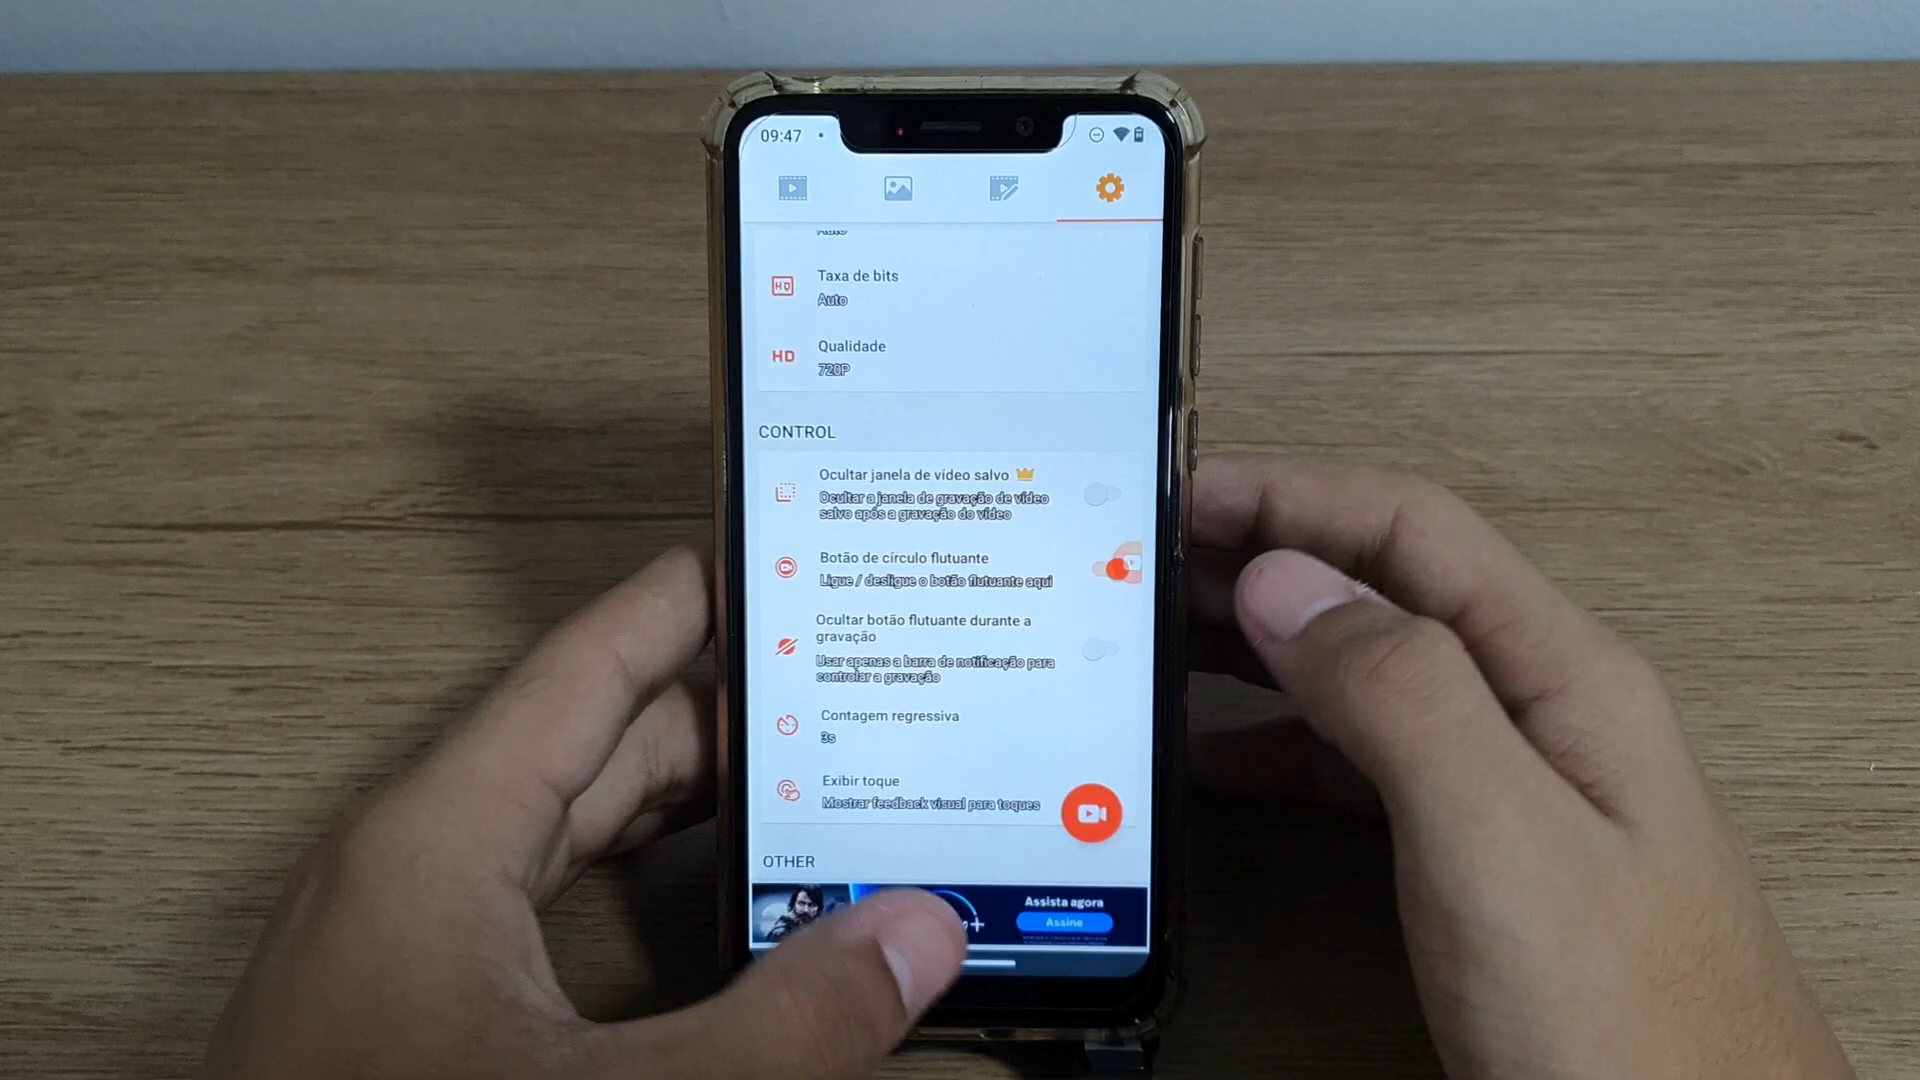 09:47
HQ
Taxa de bits
Auto
HD
Qualidade
720P
CONTROL
Ocultar janela de vídeo salvo
Ocultar a janela de gravação de vídeo
salvo após a gravação do vídeo
Botão de círculo flutuante
Ligue / desligue o botão flutuante aqui
Ocultar botão flutuante durante a
gravação
Usar apenas a barra de notificação para
controlar a gravação
Contagem regressiva
3s
Exibir toque
Mostrar feedback visual para toques
OTHER
Assista agora
Assine